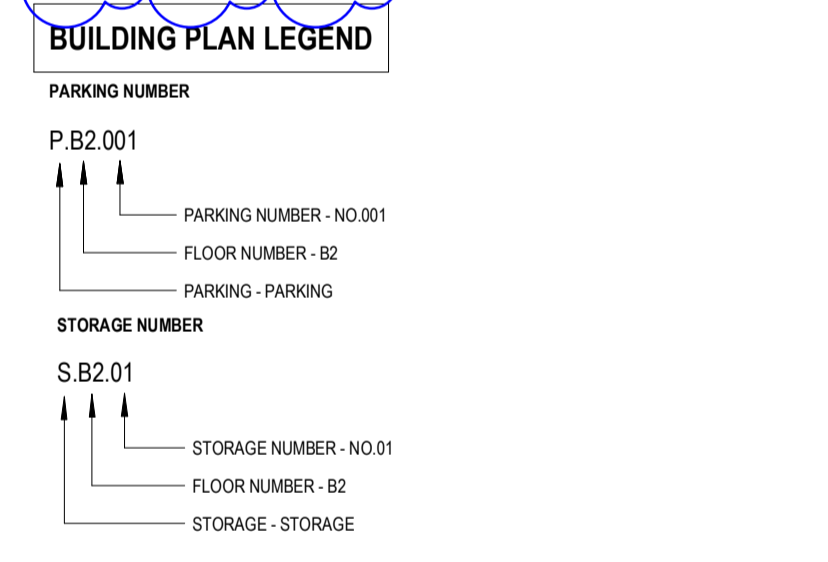 BUILDING PLAN LEGEND
PARKING NUMBER
P.B2.001
PARKING NUMBER - NO.001
FLOOR NUMBER - B2
PARKING - PARKING
STORAGE NUMBER
S.B2.01
STORAGE NUMBER - NO.01
FLOOR NUMBER - B2
STORAGE - STORAGE